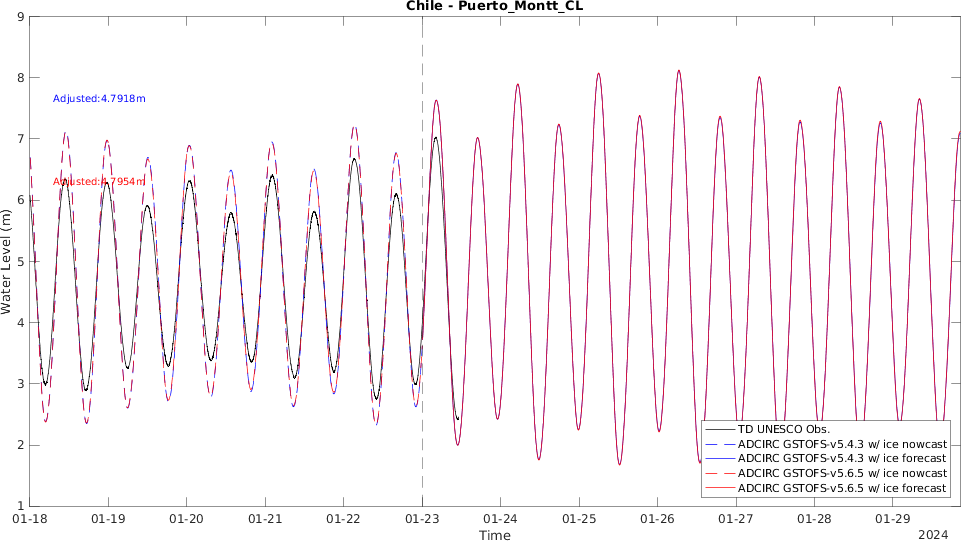 Chile - Puerto_Montt_CL
9
8
7
6
5
4
3
2
1
Water Level (m)
Adjusted:4.7918m
Adjusted:4.7954m
TD UNESCO Obs.
ADCIRC GSTOFS-v5.4.3 w/ ice nowcast
ADCIRC GSTOFS-v5.4.3 w/ ice forecast
ADCIRC GSTOFS-v5.6.5 w/ ice nowcast
ADCIRC GSTOFS-v5.6.5 w/ ice forecast
01-18 01-19 01-20 01-21 01-22 01-23 01-24 01-25 01-26 01-27 01-28 01-29
Time
2024